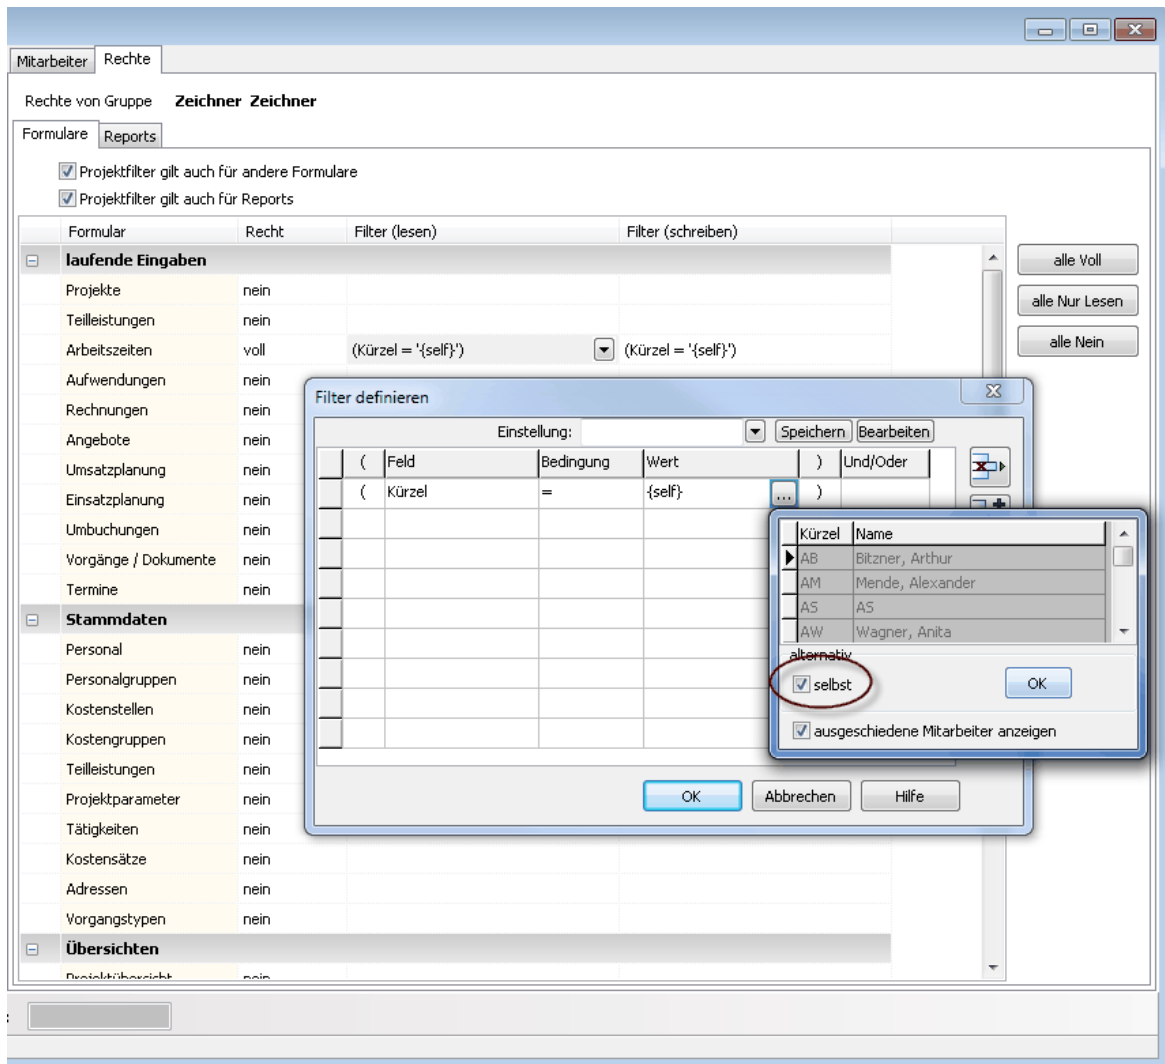 Mitarbeiter Rechte
Rechte von Gruppe Zeichner Zeichner
Formulare Reports
Projektfilter gilt auch für andere Formulare
Projektfilter gilt auch für Reports
Formular Recht Filter (lesen) Filter (schreiben)
laufende Eingaben
alle Voll
Projekte nein
alle Nur Lesen
Teilleistungen nein
Arbeitszeiten voll (Kürzel = '{self}') (Kürzel = '{self}')
alle Nein
Aufwendungen nein
Rechnungen nein
Angebote nein
Umsatzplanung nein
Einsatzplanung nein
Umbuchungen nein
Vorgänge / Dokumente nein
Termine nein
Stammdaten
Personal nein
Personalgruppen nein
Kostenstellen nein
Kostengruppen nein
Teilleistungen nein
Projektparameter nein
Tätigkeiten nein
Kostensätze nein
Adressen nein
Vorgangstypen nein
Übersichten
Projektübersicht nein
Filter definieren
Einstellung: Speichern Bearbeiten
( Feld Bedingung Wert ) Und/Oder
( Kürzel = {self} ... )
Kürzel Name
AB Bitzner, Arthur
AM Mende, Alexander
AS AS
AW Wagner, Anita
alternativ
selbst OK
ausgeschiedene Mitarbeiter anzeigen
OK Abbrechen Hilfe